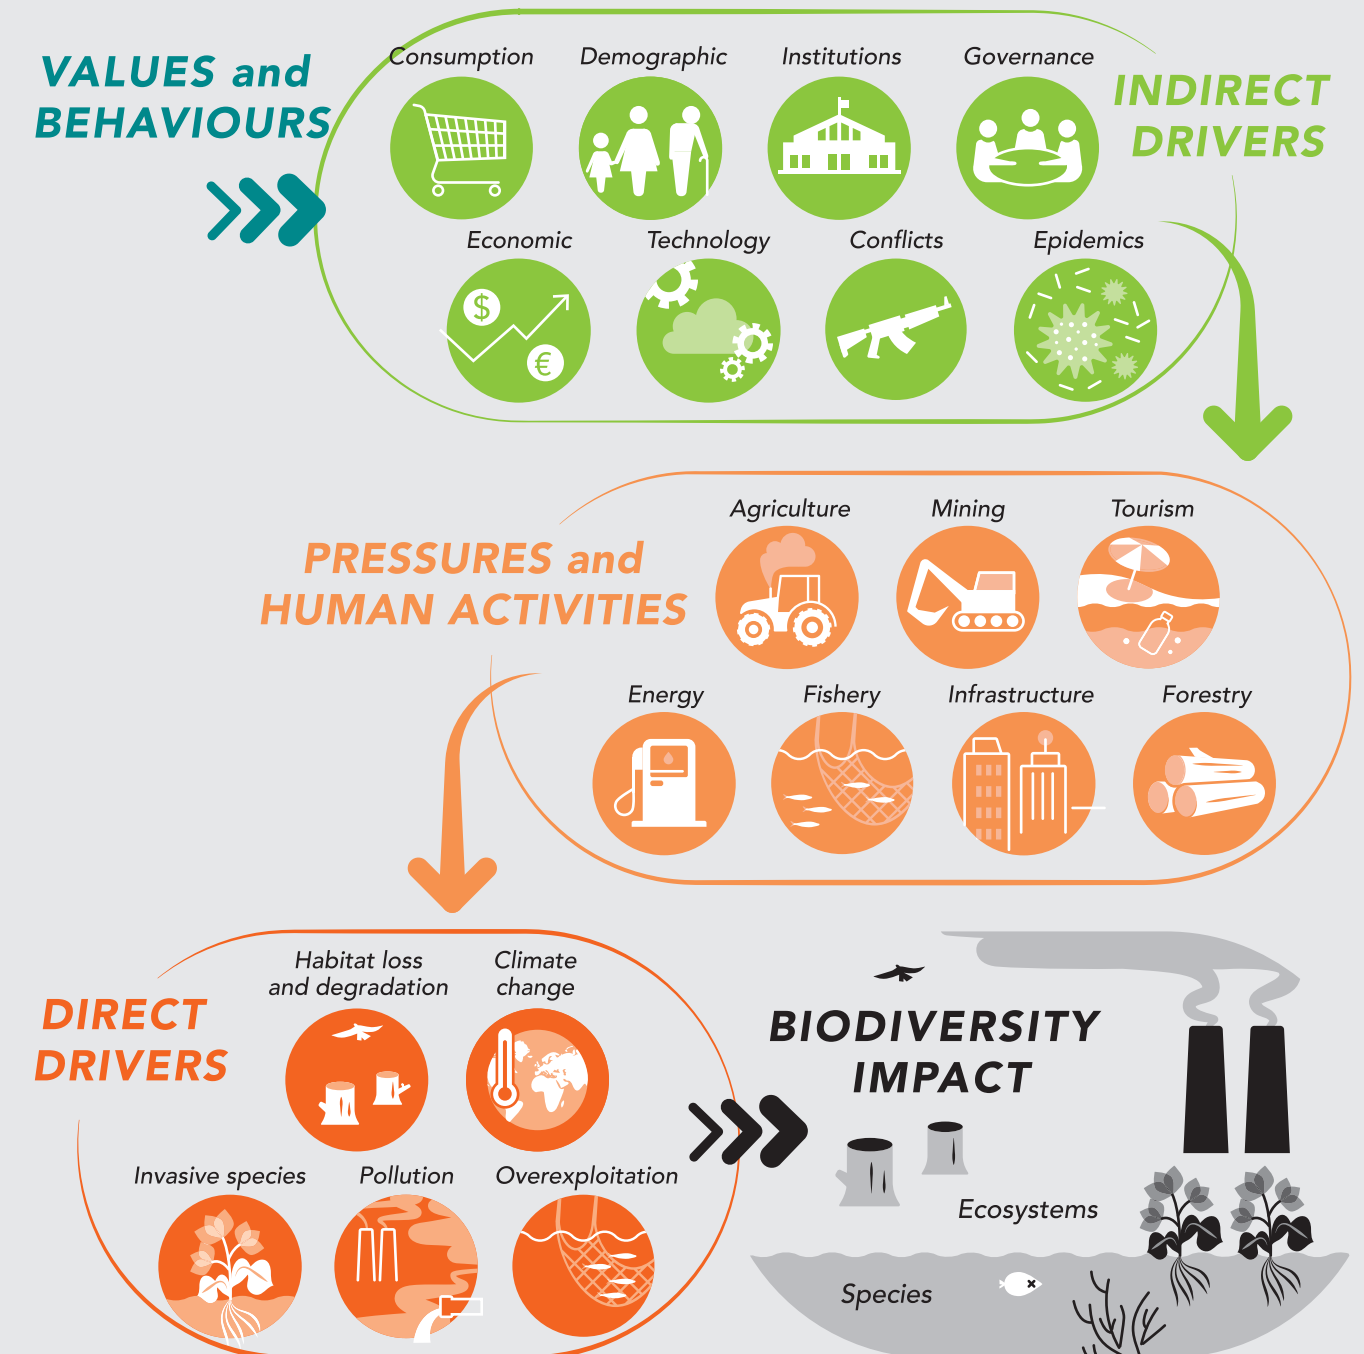 VALUES and
BEHAVIOURS
Consumption
Demographic
Institutions
Governance
INDIRECT
DRIVERS
Economic
Technology
Conflicts
Epidemics
$
€
PRESSURES and
HUMAN ACTIVITIES
Agriculture
Mining
Tourism
Energy
Fishery
Infrastructure
Forestry
DIRECT
DRIVERS
Habitat loss
and degradation
Climate
change
Invasive species
Pollution
Overexploitation
BIODIVERSITY
IMPACT
Ecosystems
Species